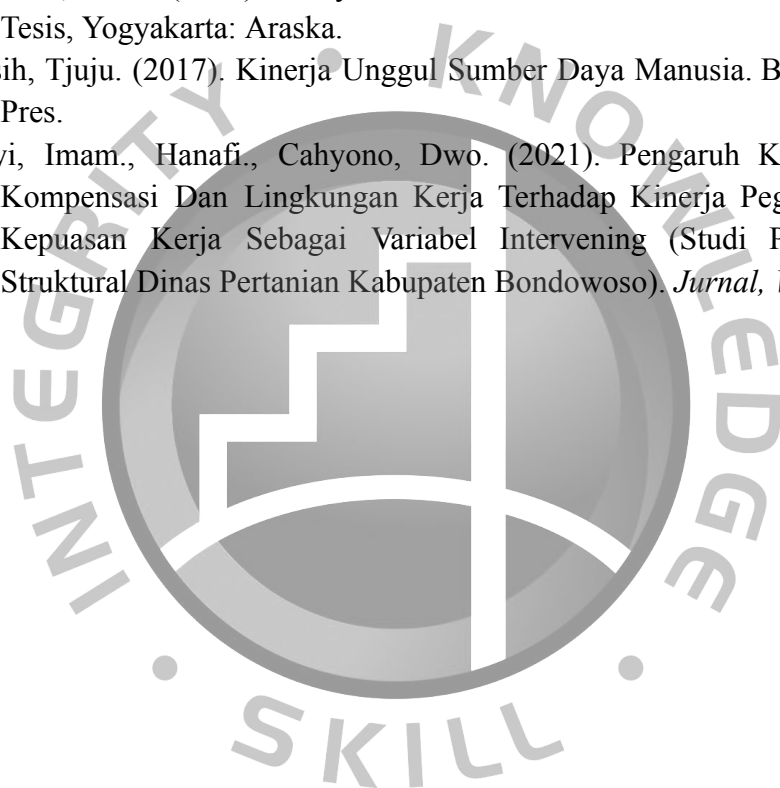 Tesis, Yogyakarta: Araska.
sih, Tjuju. (2017). Kinerja Unggul Sumber Daya Manusia. B
Pres.
yi, Imam., Hanafi., Cahyono, Dwo. (2021). Pengaruh K
Kompensasi Dan Lingkungan Kerja Terhadap Kinerja Peg
Kepuasan Kerja Sebagai Variabel Intervening (Studi P
Struktural Dinas Pertanian Kabupaten Bondowoso). Jurnal,
INTEGRITY • KNOWLEDGE • SKILL •